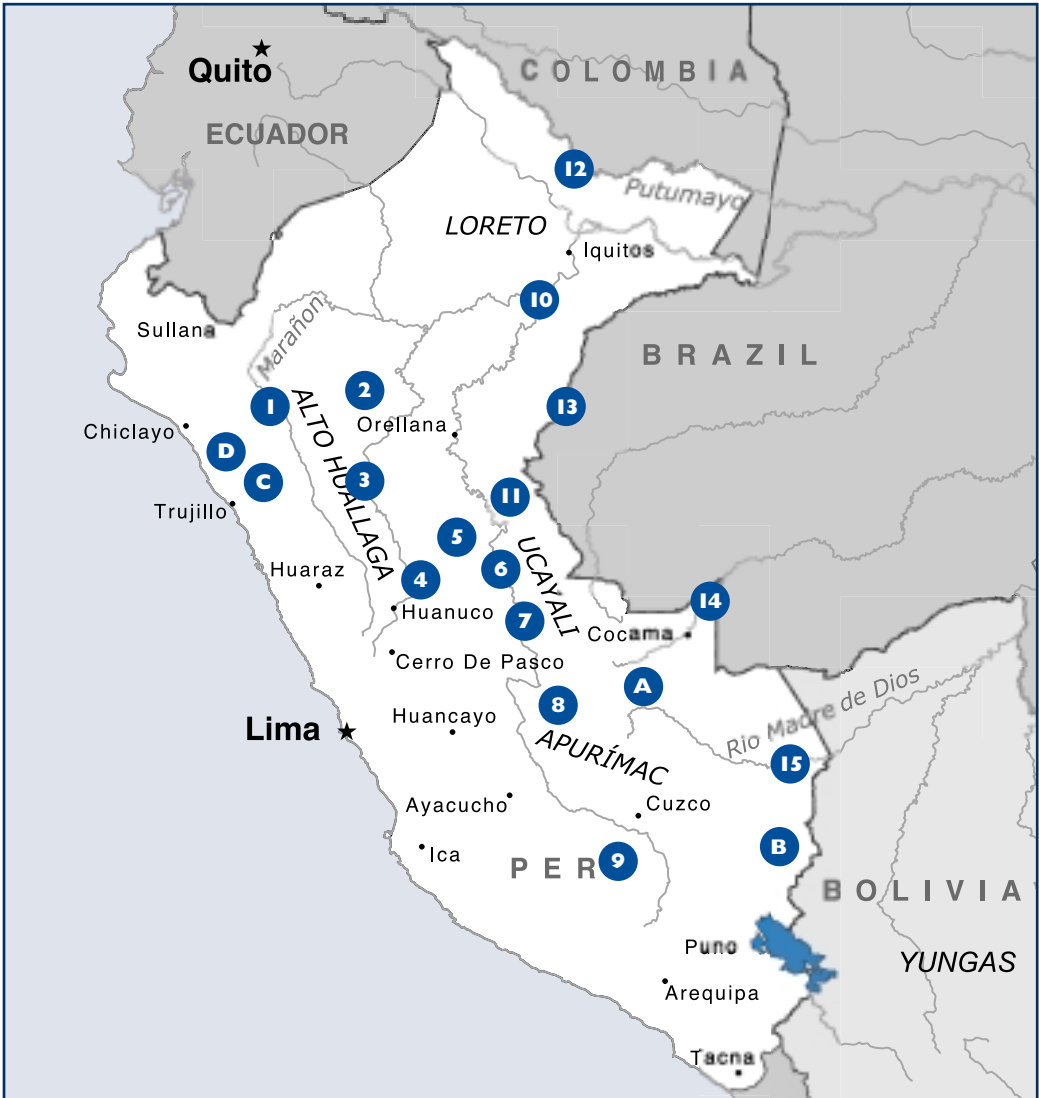 Quito
COLOMBIA
ECUADOR
12
Putumayo
LORETO
Iquitos
10
Marañon
Sullana
BRAZIL
2
1
13
ALTO HUALLAGA
Orellana
Chiclayo
D
C
3
11
Trujillo
5
UCAYALI
6
Huaraz
4
14
Huanuco
7
Cocama
Cerro De Pasco
A
8
Rio Madre de Dios
Huancayo
Lima
APURÍMAC
15
Ayacucho
Cuzco
B
Ica
PER
9
BOLIVIA
Puno
YUNGAS
Arequipa
Tacna